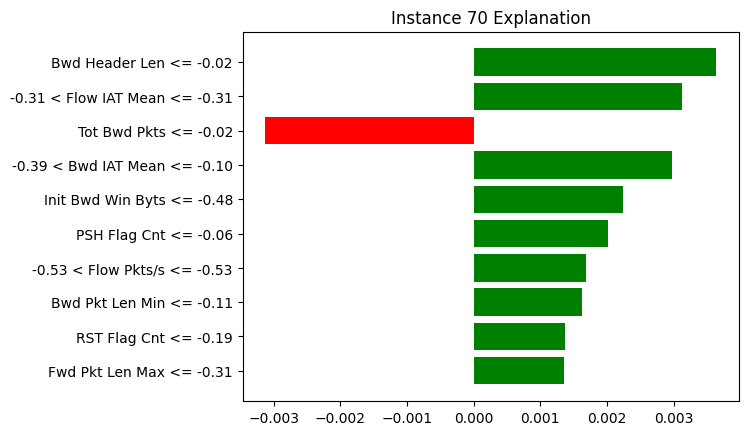 Instance 70 Explanation
Bwd Header Len <= -0.02
-0.31 < Flow IAT Mean <= -0.31
Tot Bwd Pkts <= -0.02
-0.39 < Bwd IAT Mean <= -0.10
Init Bwd Win Byts <= -0.48
PSH Flag Cnt <= -0.06
-0.53 < Flow Pkts/s <= -0.53
Bwd Pkt Len Min <= -0.11
RST Flag Cnt <= -0.19
Fwd Pkt Len Max <= -0.31
−0.003 −0.002 −0.001 0.000 0.001 0.002 0.003